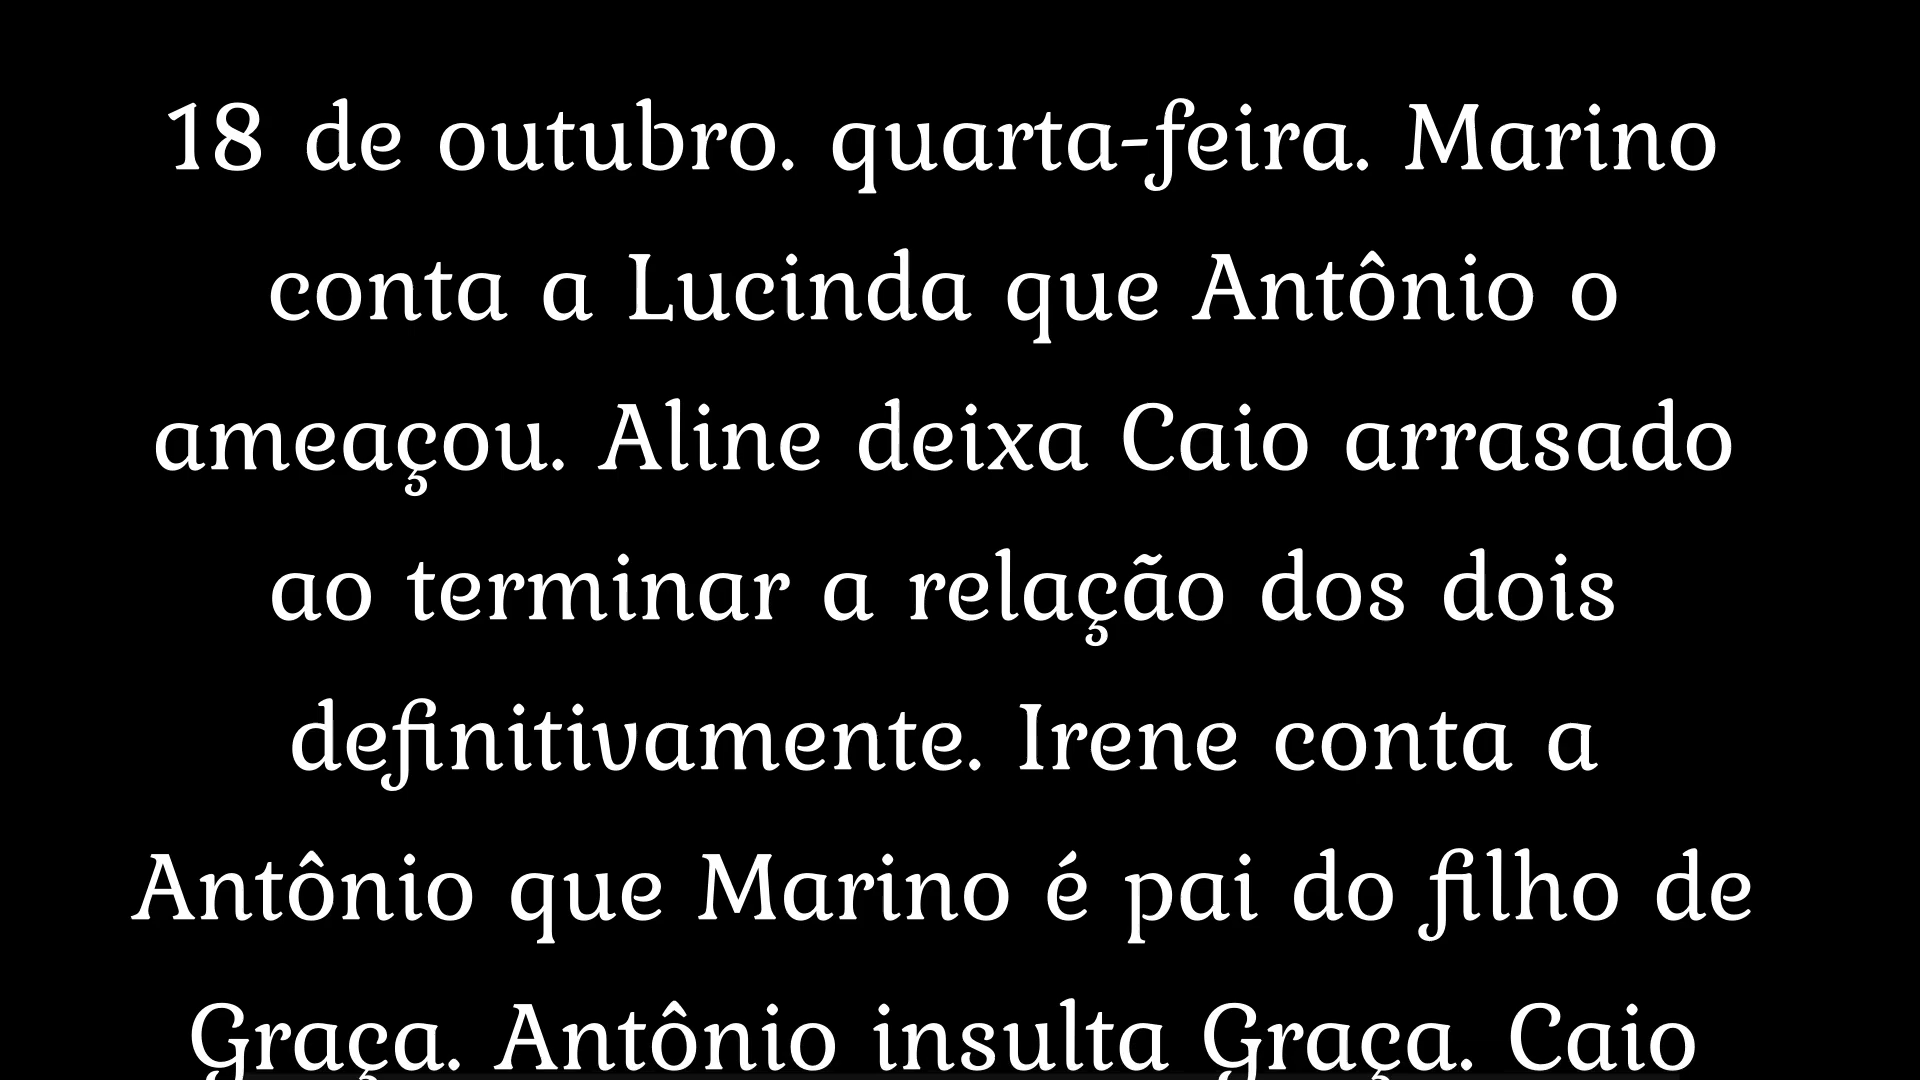 18 de outubro. quarta-feira. Marino
conta a Lucinda que Antônio o
ameaçou. Aline deixa Caio arrasado
ao terminar a relação dos dois
definitivamente. Irene conta a
Antônio que Marino é pai do filho de
Graça. Antônio insulta Graça. Caio